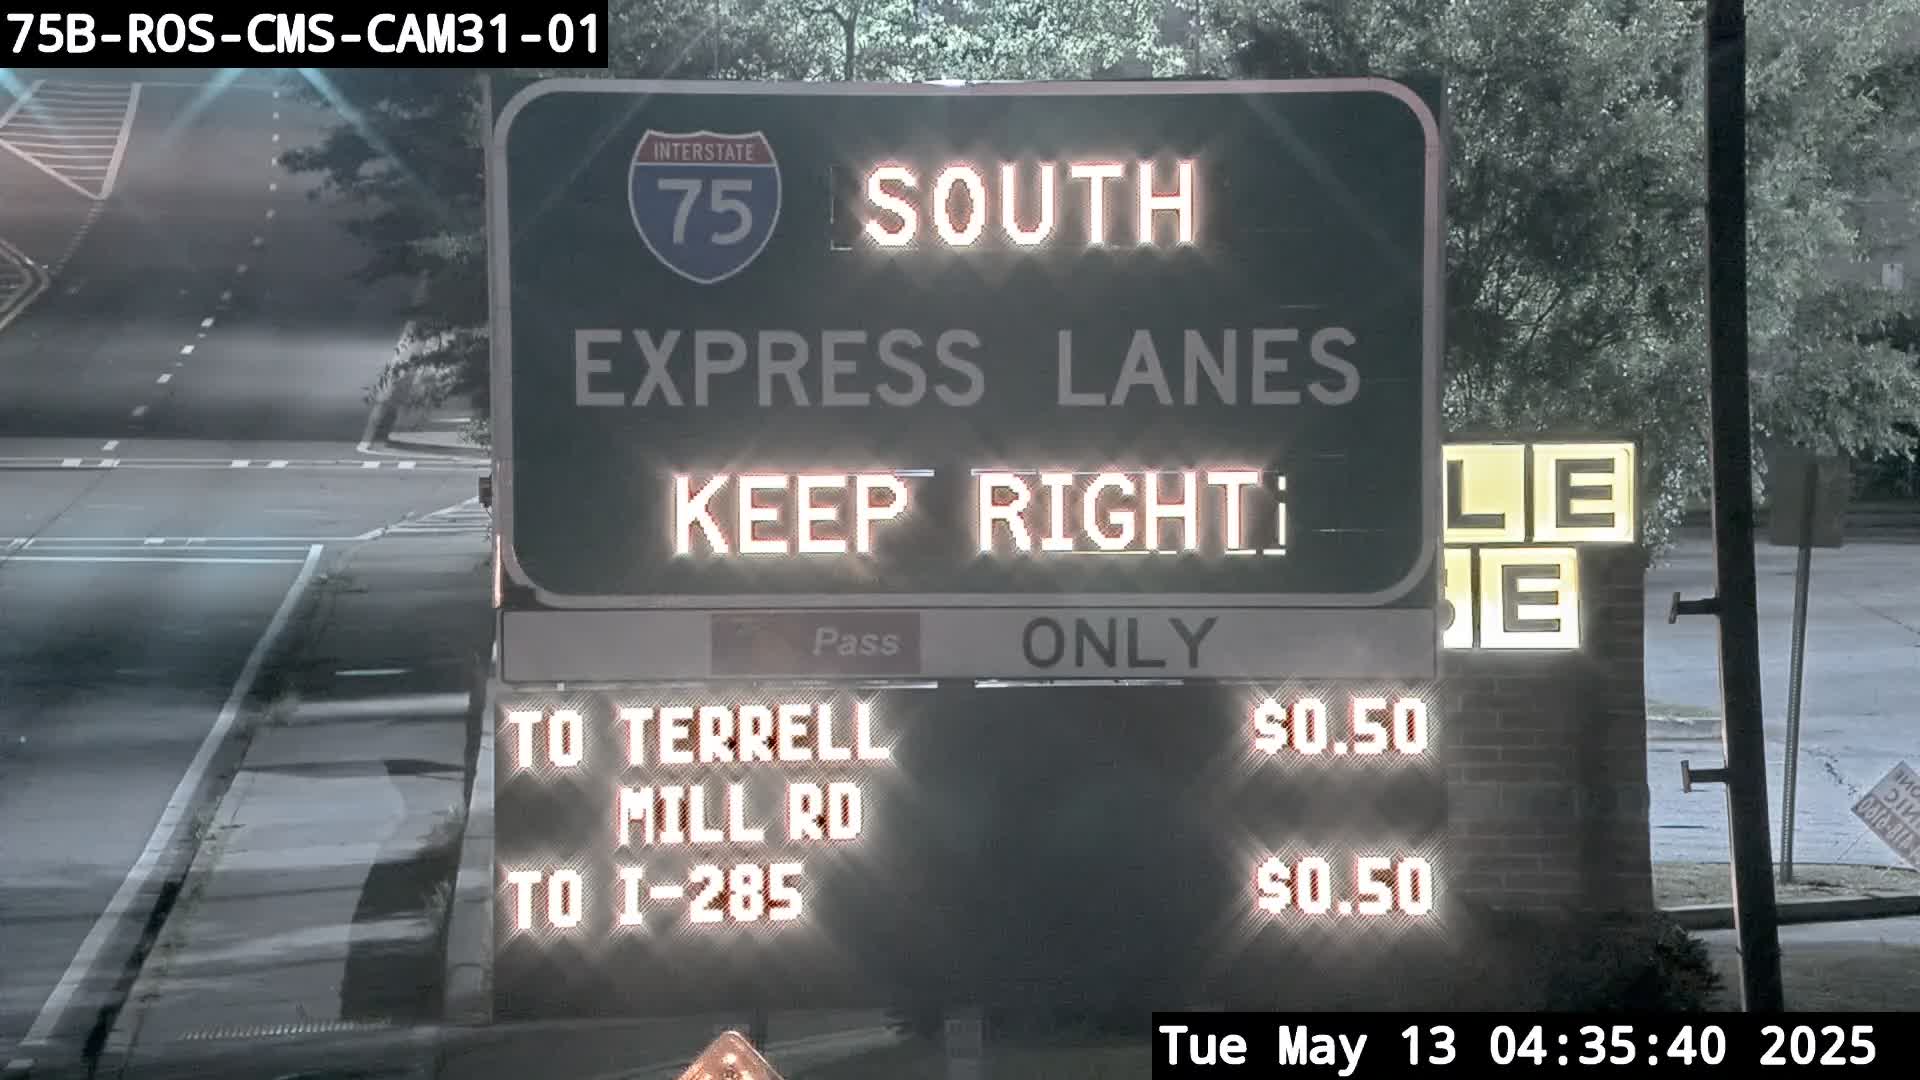 75B-ROS-CMS-CAM31-01
INTERSTATE
75
SOUTH
EXPRESS LANES
KEEP RIGHT
Pass ONLY
TO TERRELL $0.50
MILL RD
TO I-285 $0.50
LE
E
Tue May 13 04:35:40 2025